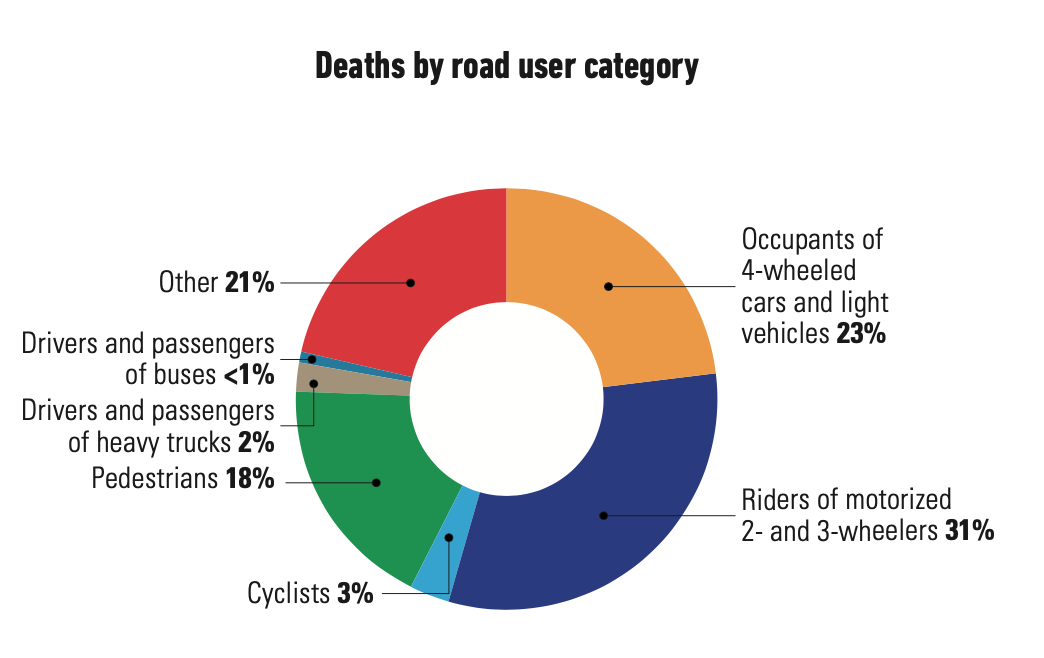 Deaths by road user category
Occupants of
4-wheeled
cars and light
vehicles 23%
Other 21%
Drivers and passengers
of buses <1%
Drivers and passengers
of heavy trucks 2%
Pedestrians 18%
Riders of motorized
2- and 3-wheelers 31%
Cyclists 3%